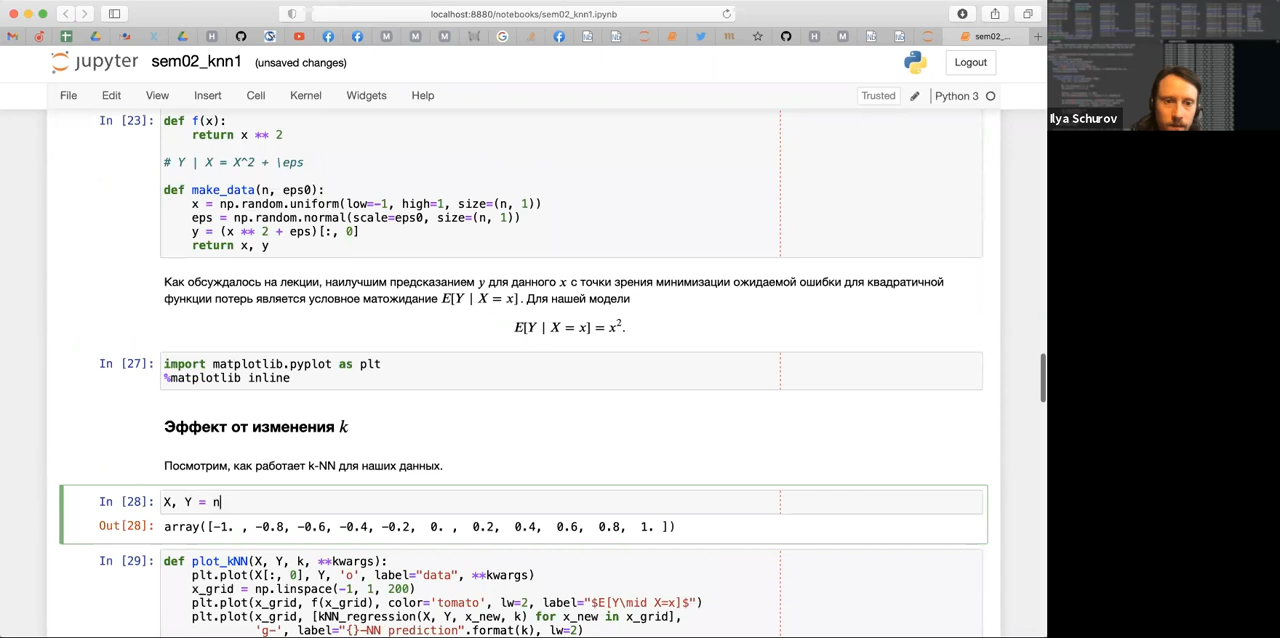 localhost:8880/notebooks/sem02_knn1.ipynb
sem02_...
jupyter sem02_knn1 (unsaved changes)
Logout
File Edit View Insert Cell Kernel Widgets Help
Trusted
Python 3
Ilya Schurov
In [23]: def f(x):
return x ** 2
# Y | X = X^2 + \eps
def make_data(n, eps0):
x = np.random.uniform(low=-1, high=1, size=(n, 1))
eps = np.random.normal(scale=eps0, size=(n, 1))
y = (x ** 2 + eps)[:, 0]
return x, y
Как обсуждалось на лекции, наилучшим предсказанием y для данного x с точки зрения минимизации ожидаемой ошибки для квадратичной
функции потерь является условное матожидание E[Y | X = x]. Для нашей модели
E[Y | X = x] = x².
In [27]: import matplotlib.pyplot as plt
%matplotlib inline
Эффект от изменения k
Посмотрим, как работает k-NN для наших данных.
In [28]: X, Y = n
Out[28]: array([-1. , -0.8, -0.6, -0.4, -0.2, 0. , 0.2, 0.4, 0.6, 0.8, 1. ])
In [29]: def plot_kNN(X, Y, k, **kwargs):
plt.plot(X[:, 0], Y, 'o', label="data", **kwargs)
x_grid = np.linspace(-1, 1, 200)
plt.plot(x_grid, f(x_grid), color='tomato', lw=2, label="$E[Y\mid X=x]$")
plt.plot(x_grid, [kNN_regression(X, Y, x_new, k) for x_new in x_grid],
'g-', label="{}-NN prediction".format(k), lw=2)